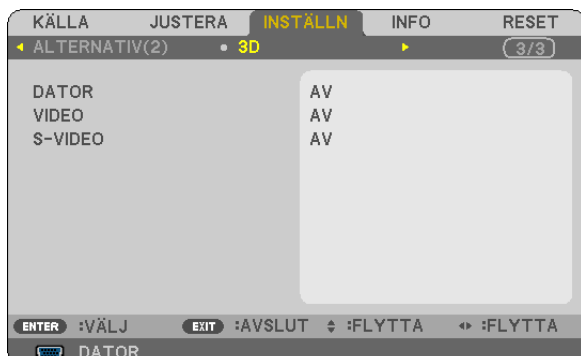 KÄLLA JUSTERA INSTÄLLN INFO RESET
ALTERNATIV(2) 3D 3/3
DATOR AV
VIDEO AV
S-VIDEO AV
ENTER :VÄLJ EXIT :AVSLUT :FLYTTA :FLYTTA
DATOR